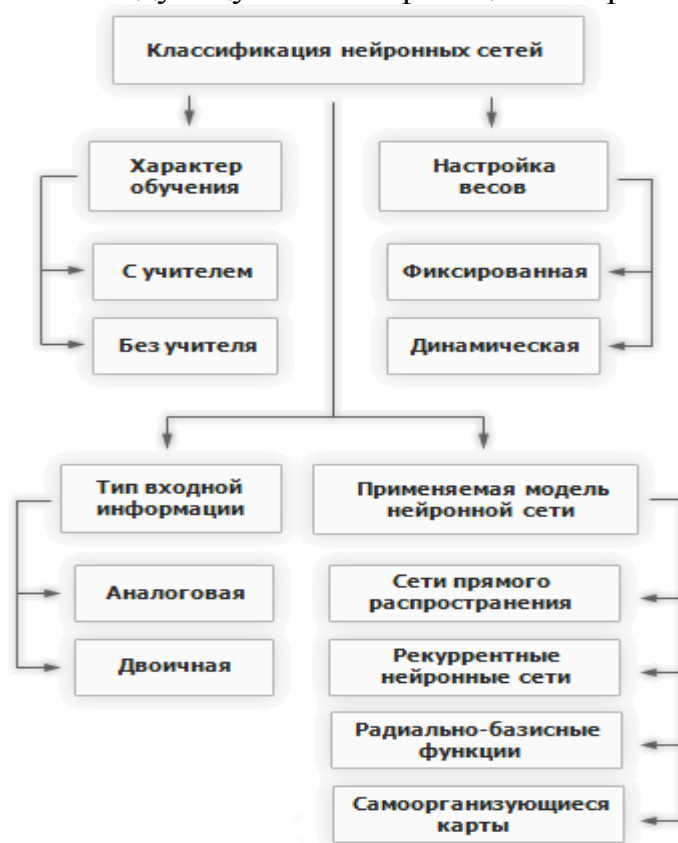 Классификация нейронных сетей
Характер
обучения
С учителем
Без учителя
Настройка
весов
Фиксированная
Динамическая
Тип входной
информации
Аналоговая
Двоичная
Применяемая модель
нейронной сети
Сети прямого
распространения
Рекуррентные
нейронные сети
Радиально-базисные
функции
Самоорганизующиеся
карты